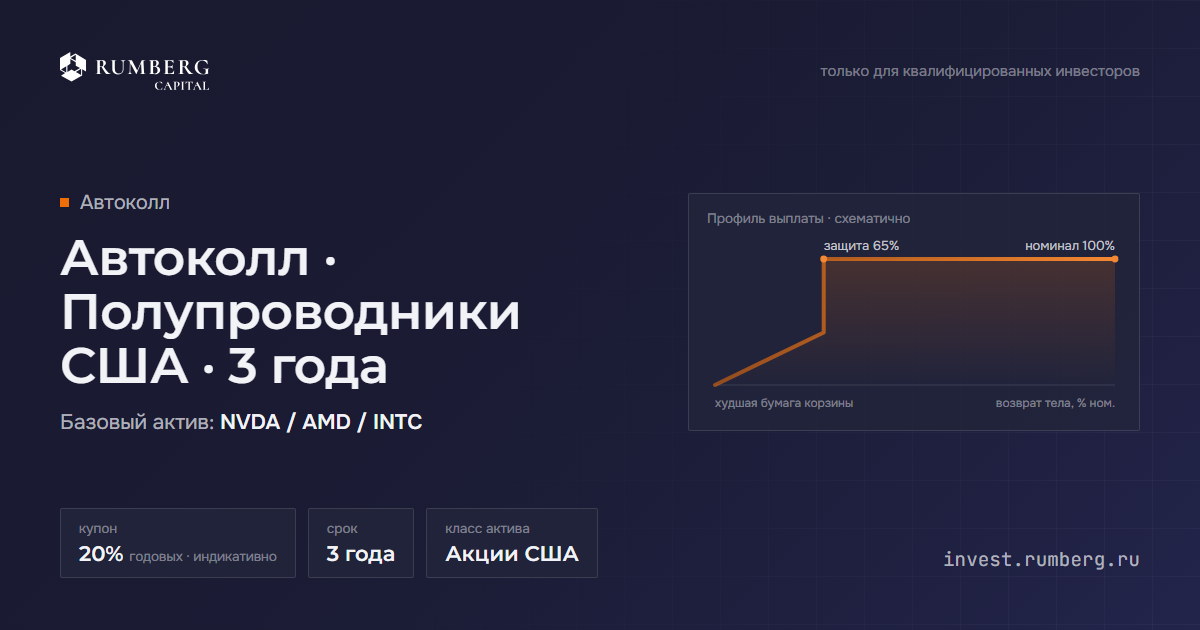 RUMBERG
CAPITAL
только для квалифицированных инвесторов
Автоколл
Автоколл ·
Полупроводники
США · 3 года
Базовый актив: NVDA / AMD / INTC
Профиль выплаты · схематично
защита 65%
номинал 100%
худшая бумага корзины
возврат тела, % ном.
купон
20% годовых · индикативно
срок
3 года
класс актива
Акции США
invest.rumberg.ru